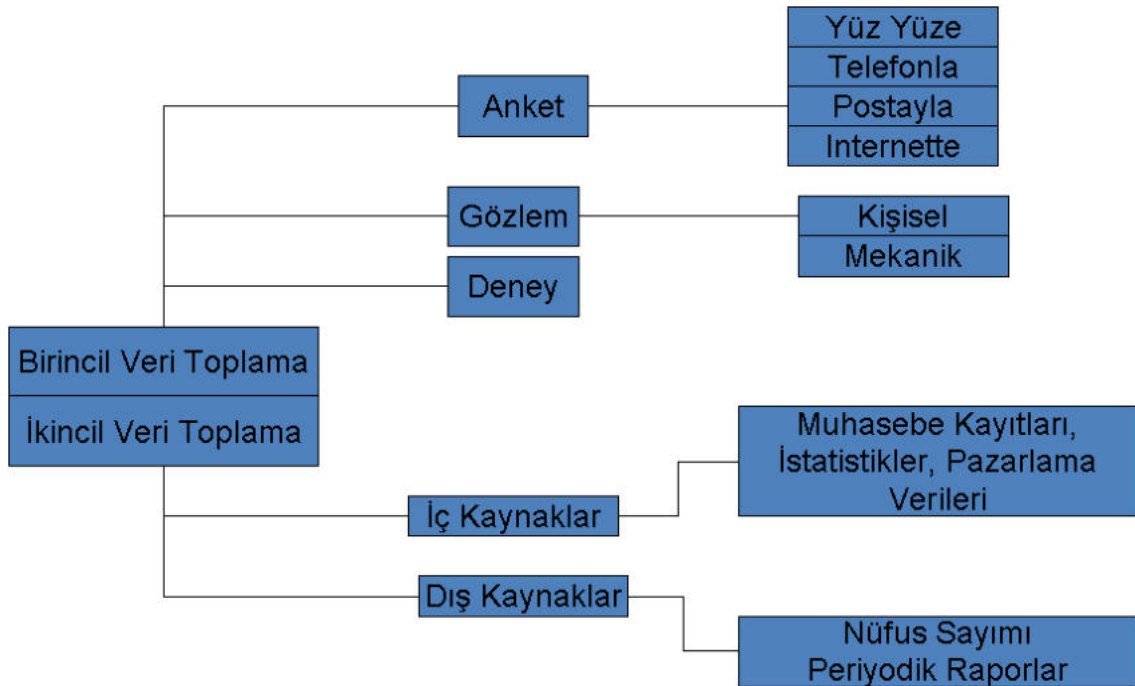 Yüz Yüze
Telefonla
Anket
Postayla
Internette
Gözlem
Kişisel
Mekanik
Deney
Birincil Veri Toplama
İkincil Veri Toplama
Muhasebe Kayıtları,
İstatistikler, Pazarlama
Verileri
İç Kaynaklar
Dış Kaynaklar
Nüfus Sayımı
Periyodik Raporlar